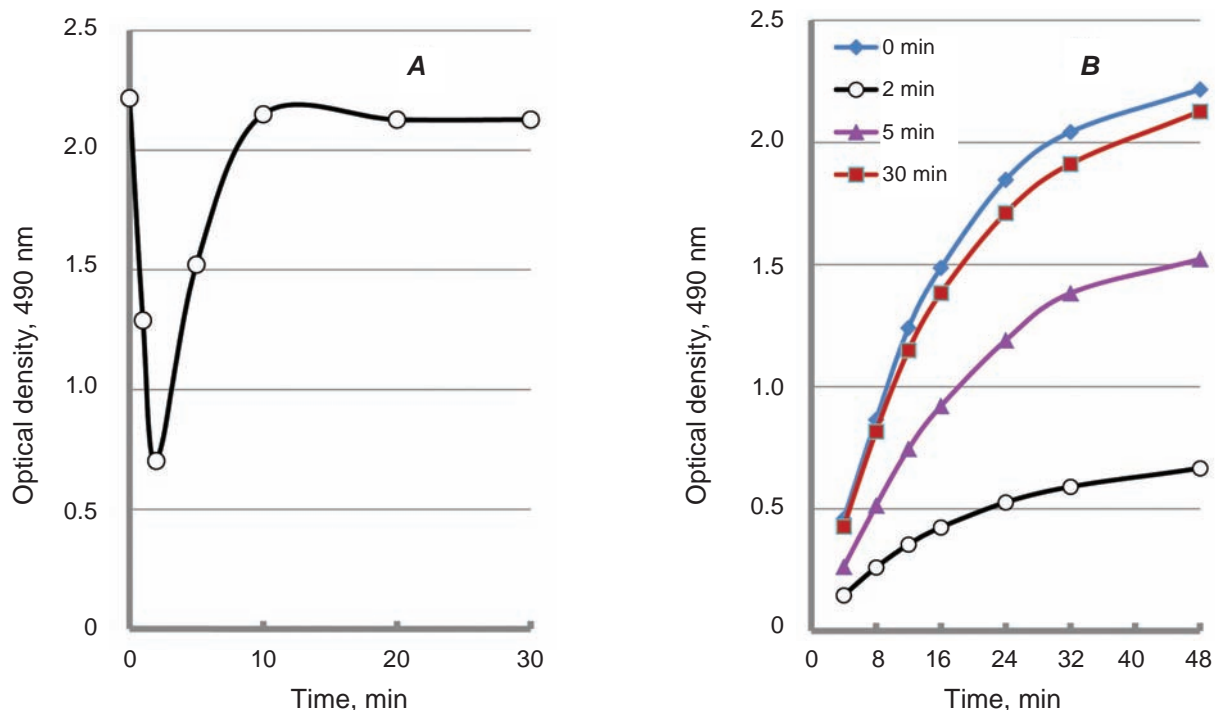 2.5
2.0
1.5
1.0
0.5
0
0 10 20 30
Time, min
Optical density, 490 nm
A
2.5
2.0
1.5
1.0
0.5
0
0 8 16 24 32 40 48
Time, min
Optical density, 490 nm
B
0 min
2 min
5 min
30 min